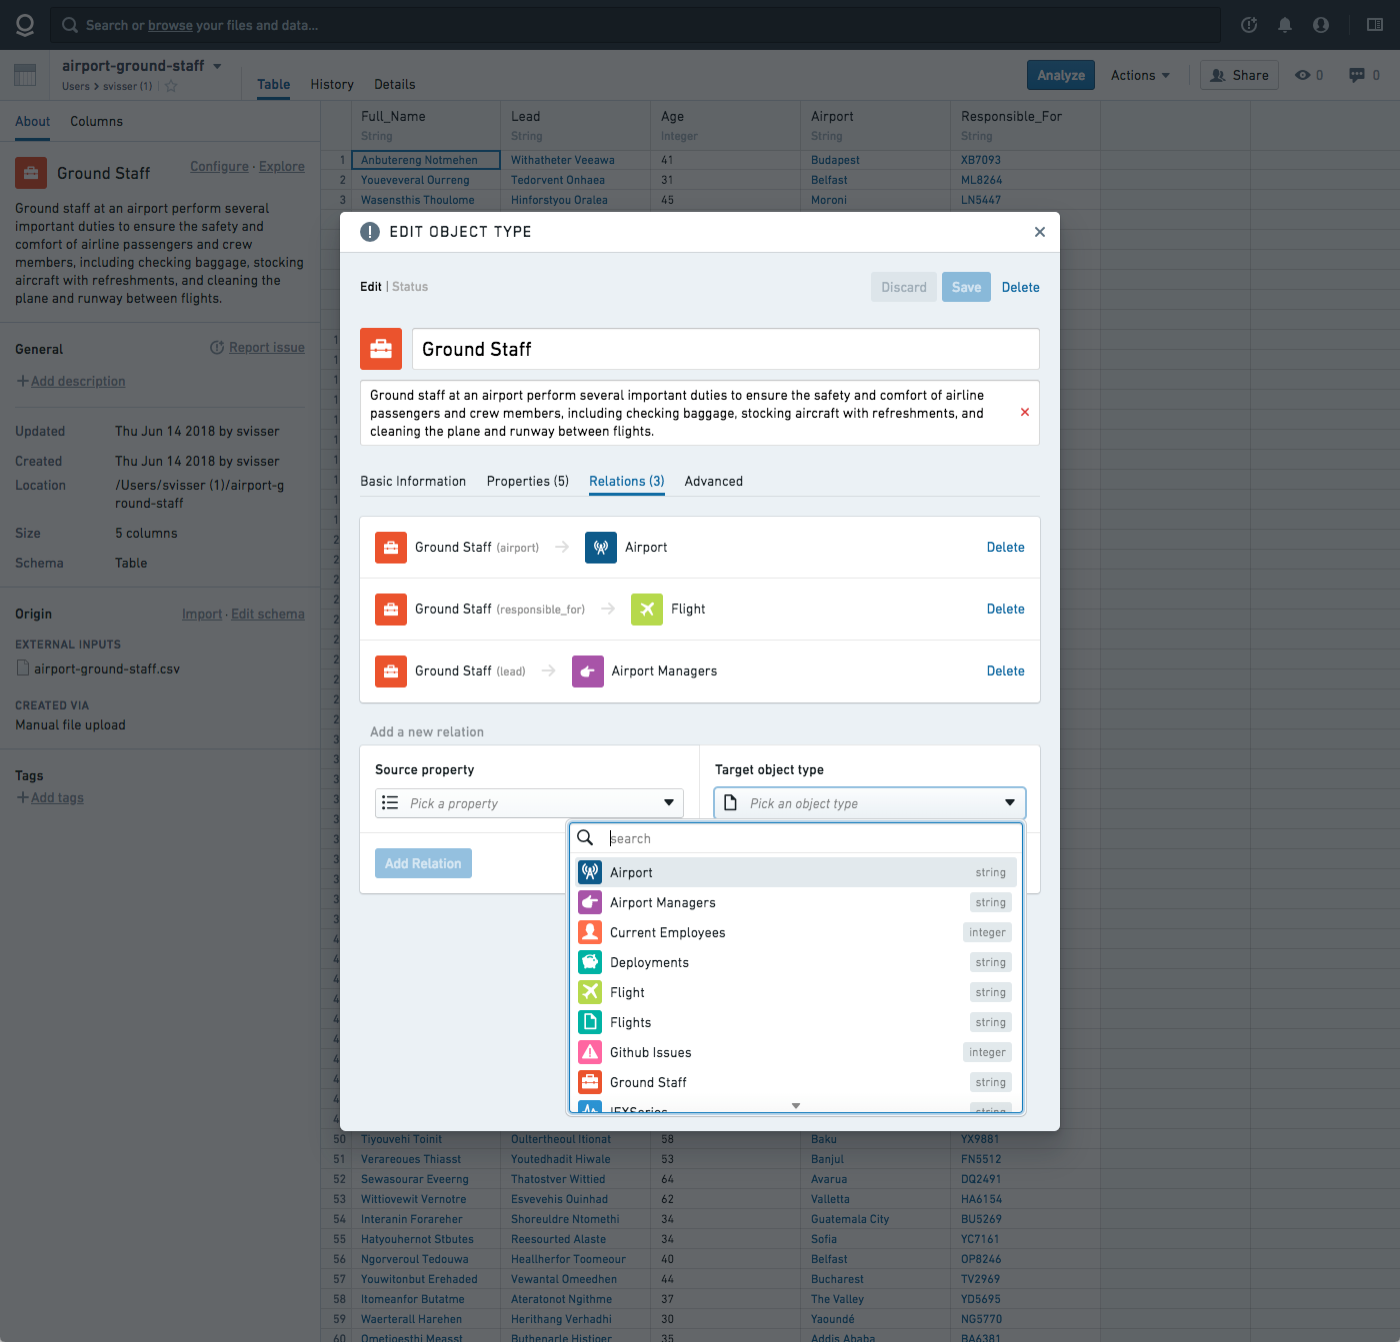 Search or browse your files and data...
airport-ground-staff
Users > svisser (1)
Table
History
Details
Analyze
Actions
Share
0
0
About
Columns
Ground Staff
Configure · Explore
Ground staff at an airport perform several
important duties to ensure the safety and
comfort of airline passengers and crew
members, including checking baggage, stocking
aircraft with refreshments, and cleaning the
plane and runway between flights.
General
Report issue
+Add description
Updated Thu Jun 14 2018 by svisser
Created Thu Jun 14 2018 by svisser
Location /Users/svisser (1)/airport-g
round-staff
Size 5 columns
Schema Table
Origin
Import · Edit schema
EXTERNAL INPUTS
airport-ground-staff.csv
CREATED VIA
Manual file upload
Tags
+Add tags
Full_Name Lead Age Airport Responsible_For
String String Integer String String
1 Anbutereng Notmehen Withatheter Veeawa 41 Budapest XB7093
2 Youeveveral Ourreng Tedorvent Onhaea 31 Belfast ML8264
3 Wasensthis Thoulome Hinforstyou Oralea 45 Moroni LN5447
EDIT OBJECT TYPE
Edit | Status
Discard
Save
Delete
Ground Staff
Ground staff at an airport perform several important duties to ensure the safety and comfort of airline
passengers and crew members, including checking baggage, stocking aircraft with refreshments, and
cleaning the plane and runway between flights.
Basic Information
Properties (5)
Relations (3)
Advanced
Ground Staff (airport) → Airport Delete
Ground Staff (responsible_for) → Flight Delete
Ground Staff (lead) → Airport Managers Delete
Add a new relation
Source property
Pick a property
Target object type
Pick an object type
Add Relation
search
Airport string
Airport Managers string
Current Employees integer
Deployments string
Flight string
Flights string
Github Issues integer
Ground Staff string
50 Tiyouvehi Toinit Oultertheoul Itionat 58 Baku YX9881
51 Verareoues Thiasst Youtedhadit Hiwale 53 Banjul FN5512
52 Sewasourar Eveerng Thatostver Wittied 64 Avarua DQ2491
53 Wittiovewit Vernotre Esvevehis Ouinhad 62 Valletta HA6154
54 Interanin Forareher Shoreuldre Ntomethi 34 Guatemala City BU5269
55 Hatyouhernot Stbutes Reesourted Alaste 34 Sofia YC7161
56 Ngorveroul Tedouwa Heallherfor Toomeour 40 Belfast OP8246
57 Youwitonbut Erehaded Vewantal Omeedhen 44 Bucharest TV2969
58 Itomeanfor Butatme Ateratonot Ngithme 37 The Valley YD5695
59 Waerterall Harehen Herithang Verhadhi 30 Yaoundé NG5770
60 Ometioesthi Measst Buthenarle Histioer 35 Addis Ababa BA6381